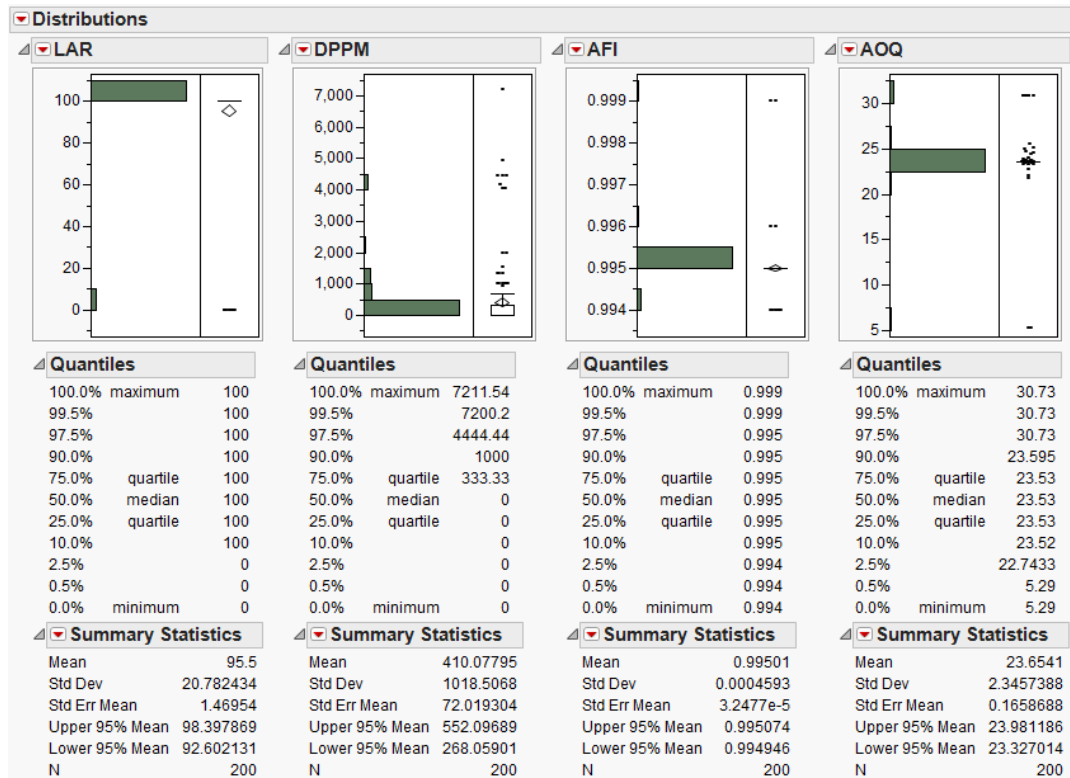 Distributions
LAR
100
80
60
40
20
0
Quantiles
100.0% maximum 100
99.5% 100
97.5% 100
90.0% 100
75.0% quartile 100
50.0% median 100
25.0% quartile 100
10.0% 100
2.5% 0
0.5% 0
0.0% minimum 0
Summary Statistics
Mean 95.5
Std Dev 20.782434
Std Err Mean 1.46954
Upper 95% Mean 98.397869
Lower 95% Mean 92.602131
N 200
DPPM
7,000
6,000
5,000
4,000
3,000
2,000
1,000
0
Quantiles
100.0% maximum 7211.54
99.5% 7200.2
97.5% 4444.44
90.0% 1000
75.0% quartile 333.33
50.0% median 0
25.0% quartile 0
10.0% 0
2.5% 0
0.5% 0
0.0% minimum 0
Summary Statistics
Mean 410.07795
Std Dev 1018.5068
Std Err Mean 72.019304
Upper 95% Mean 552.09689
Lower 95% Mean 268.05901
N 200
AFI
0.999
0.998
0.997
0.996
0.995
0.994
Quantiles
100.0% maximum 0.999
99.5% 0.999
97.5% 0.995
90.0% 0.995
75.0% quartile 0.995
50.0% median 0.995
25.0% quartile 0.995
10.0% 0.995
2.5% 0.994
0.5% 0.994
0.0% minimum 0.994
Summary Statistics
Mean 0.99501
Std Dev 0.0004593
Std Err Mean 3.2477e-5
Upper 95% Mean 0.995074
Lower 95% Mean 0.994946
N 200
AOQ
30
25
20
15
10
5
Quantiles
100.0% maximum 30.73
99.5% 30.73
97.5% 30.73
90.0% 23.595
75.0% quartile 23.53
50.0% median 23.53
25.0% quartile 23.53
10.0% 23.52
2.5% 22.7433
0.5% 5.29
0.0% minimum 5.29
Summary Statistics
Mean 23.6541
Std Dev 2.3457388
Std Err Mean 0.1658688
Upper 95% Mean 23.981186
Lower 95% Mean 23.327014
N 200